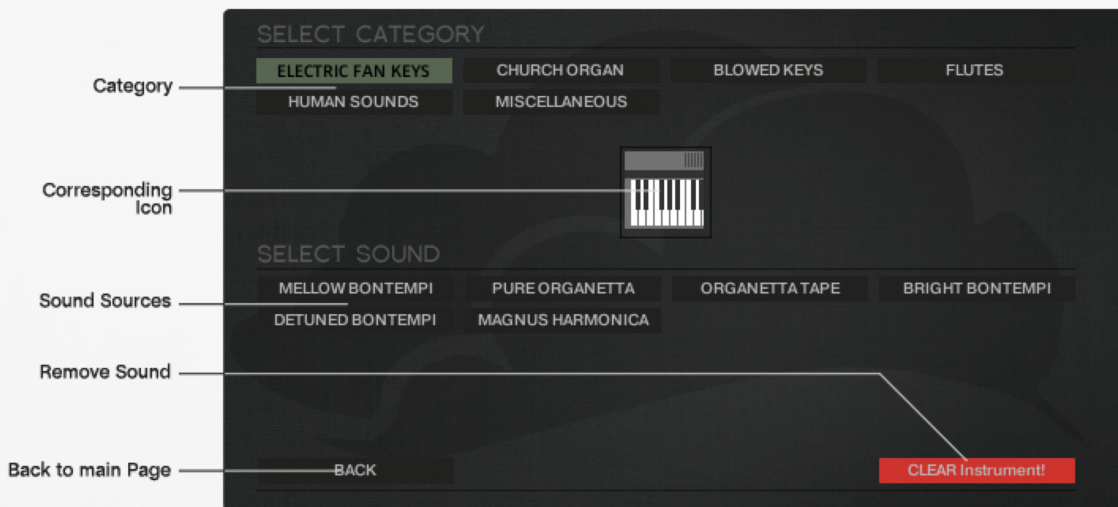 SELECT CATEGORY
Category
ELECTRIC FAN KEYS CHURCH ORGAN BLOWED KEYS FLUTES
HUMAN SOUNDS MISCELLANEOUS
Corresponding
Icon
SELECT SOUND
Sound Sources
MELLOW BONTEMPI PURE ORGANETTA ORGANETTA TAPE BRIGHT BONTEMPI
DETUNED BONTEMPI MAGNUS HARMONICA
Remove Sound
Back to main Page
BACK CLEAR Instrument!